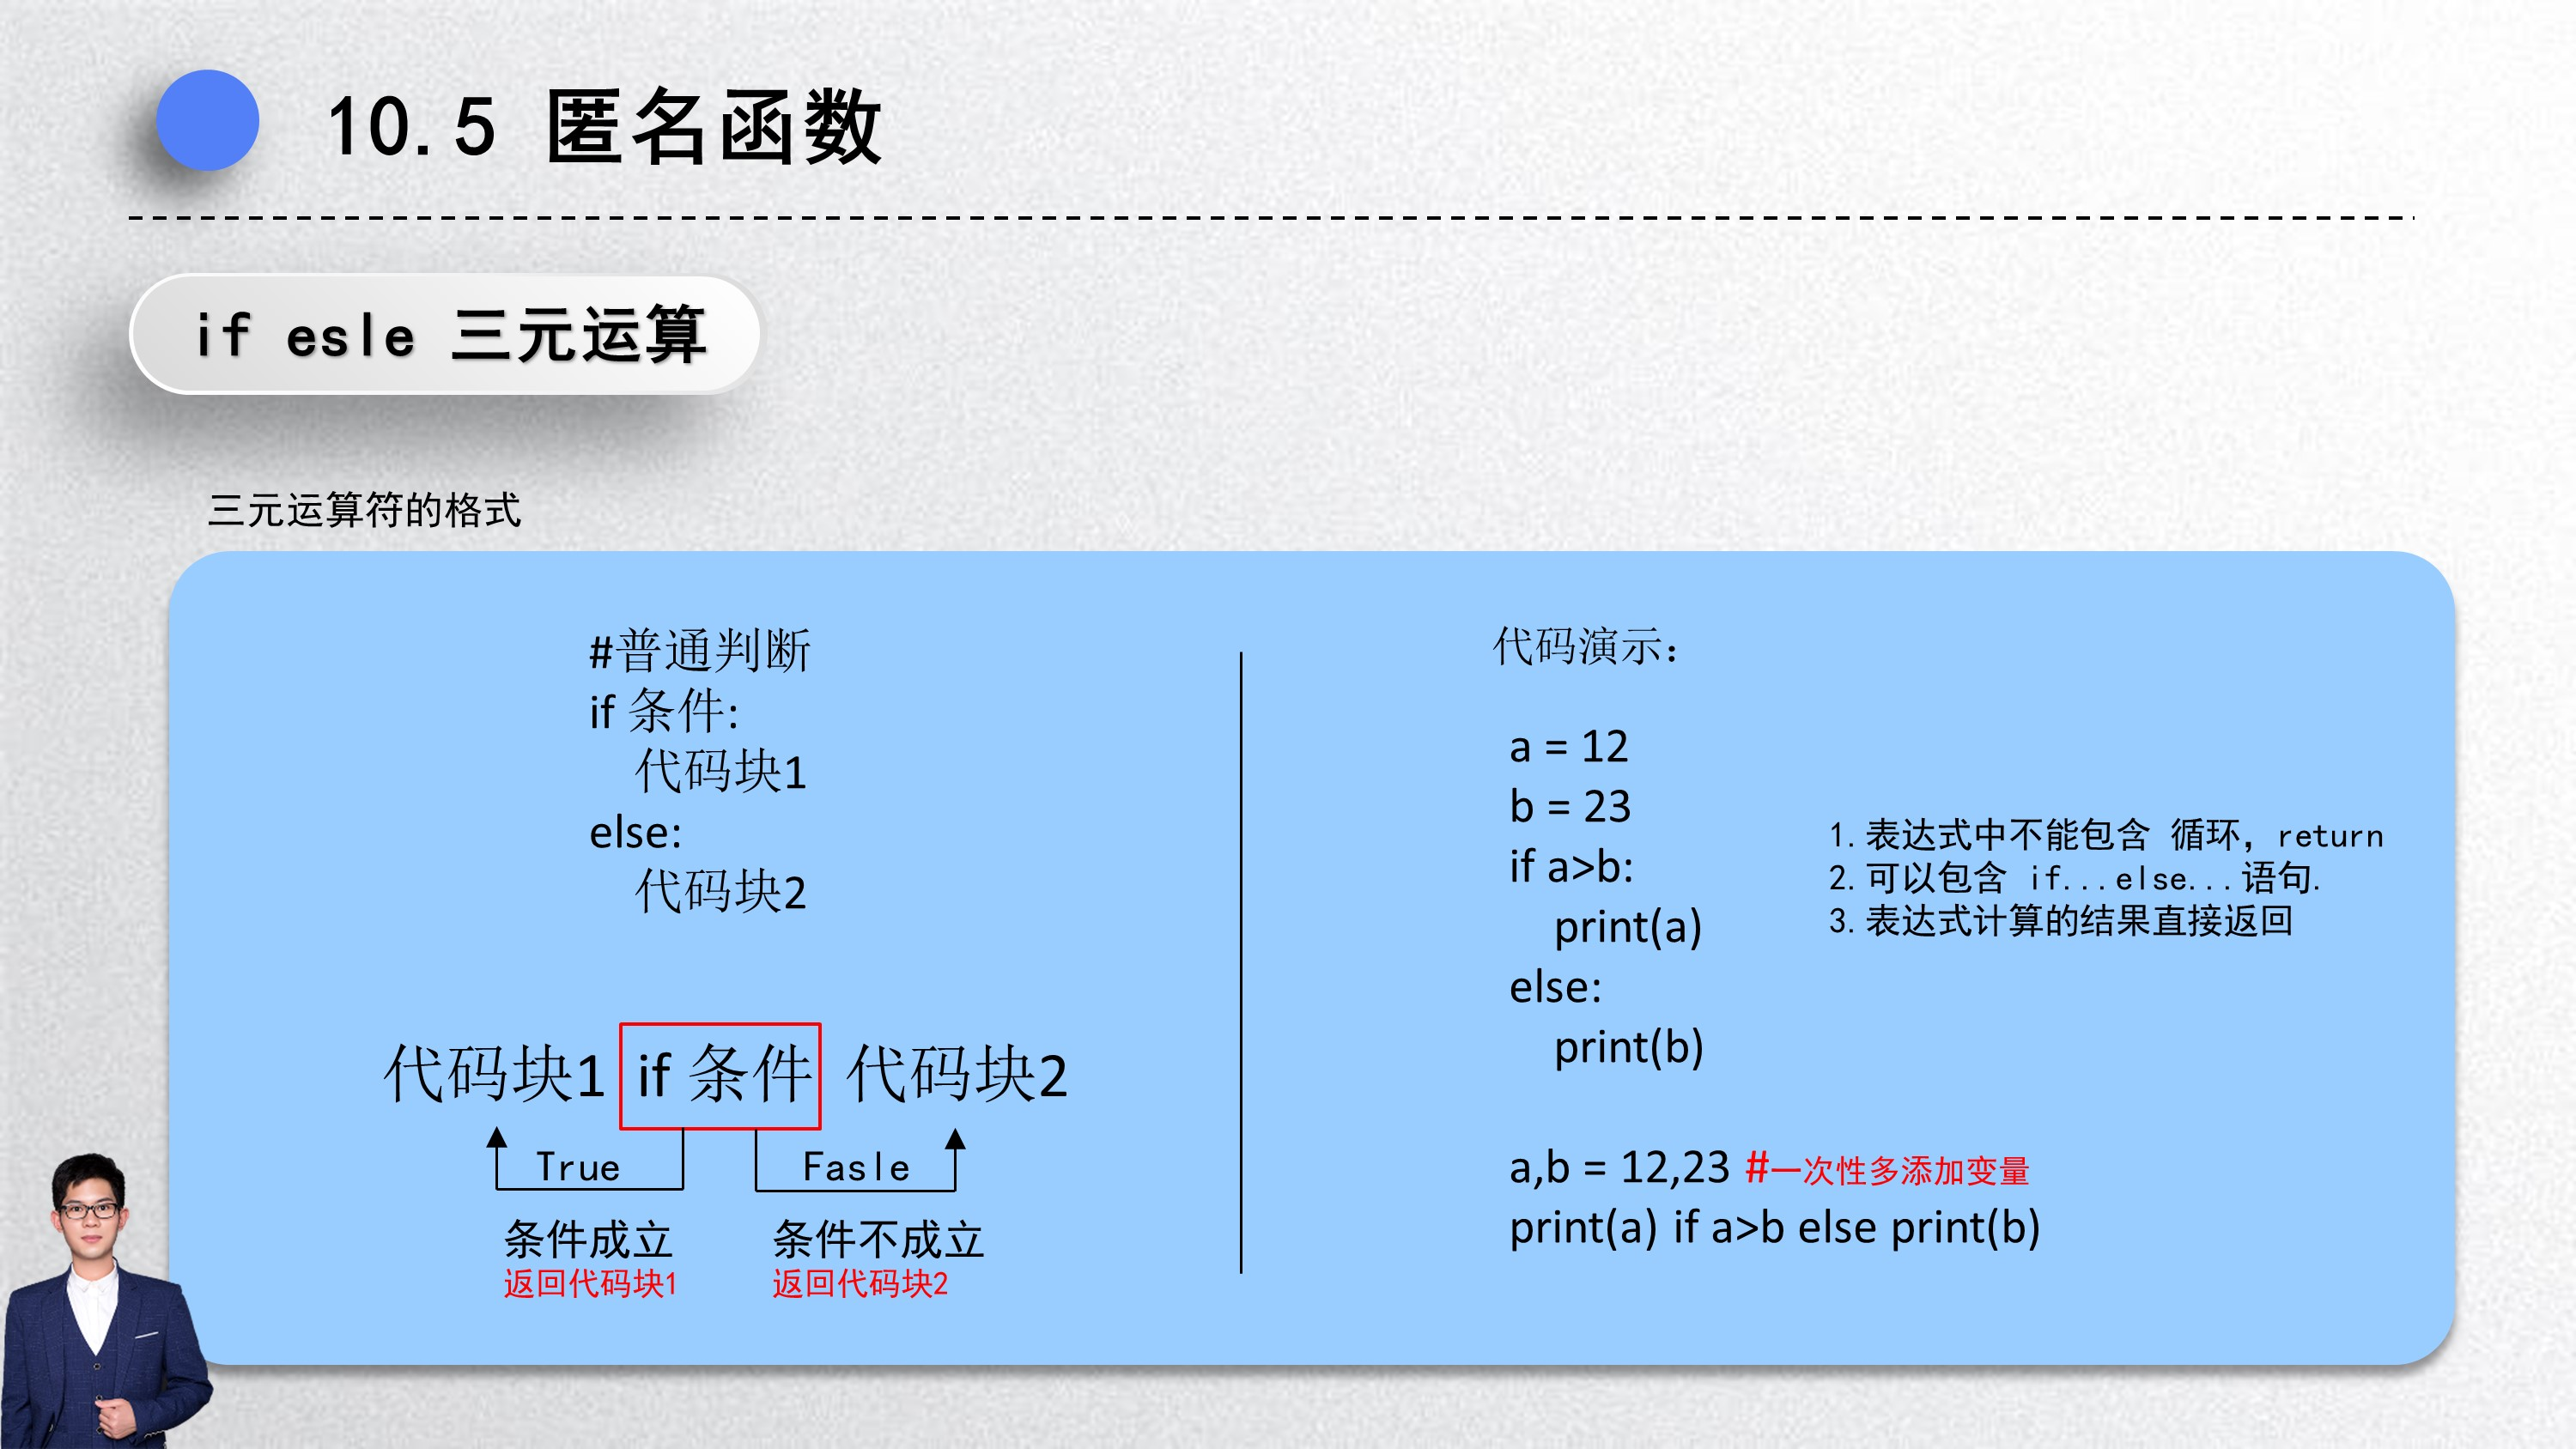 10.5 匿名函数
if esle 三元运算
三元运算符的格式
#普通判断
if 条件:
代码块1
else:
代码块2
代码块1 if 条件 代码块2
True
Fasle
条件成立
返回代码块1
条件不成立
返回代码块2
代码演示：
a = 12
b = 23
if a>b:
print(a)
else:
print(b)
1.表达式中不能包含 循环，return
2.可以包含 if...else...语句.
3.表达式计算的结果直接返回
a,b = 12,23 #一次性多添加变量
print(a) if a>b else print(b)